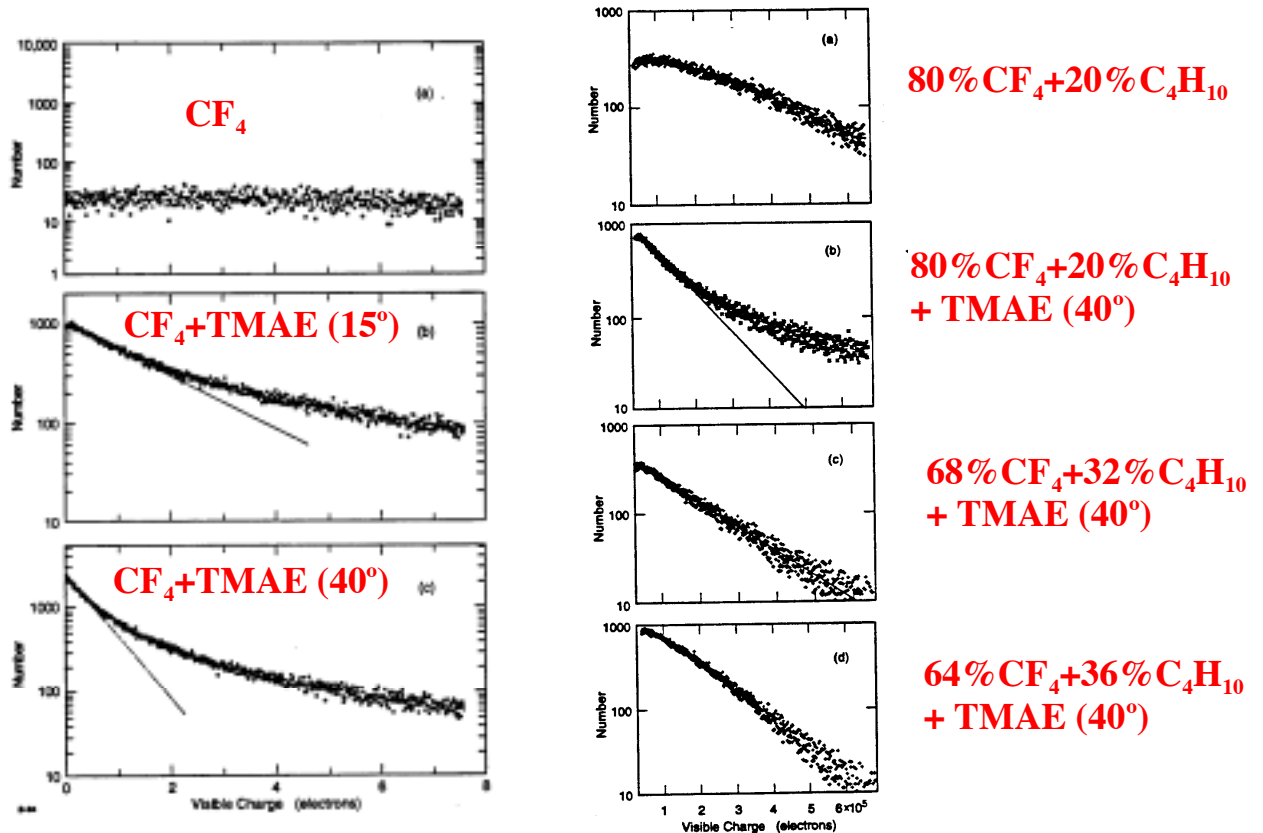 10,000
1000
100
10
1
Number
(a)
CF₄
1000
100
10
Number
(b)
CF₄+TMAE (15º)
1000
100
10
Number
(c)
CF₄+TMAE (40º)
0 2 4 6 8
Visible Charge (electrons)
1000
100
10
Number
(a)
80%CF₄+20%C₄H₁₀
1000
100
10
Number
(b)
80%CF₄+20%C₄H₁₀
+ TMAE (40º)
1000
100
10
Number
(c)
68%CF₄+32%C₄H₁₀
+ TMAE (40º)
1000
100
10
Number
(d)
64%CF₄+36%C₄H₁₀
+ TMAE (40º)
1 2 3 4 5 6×10⁵
Visible Charge (electrons)